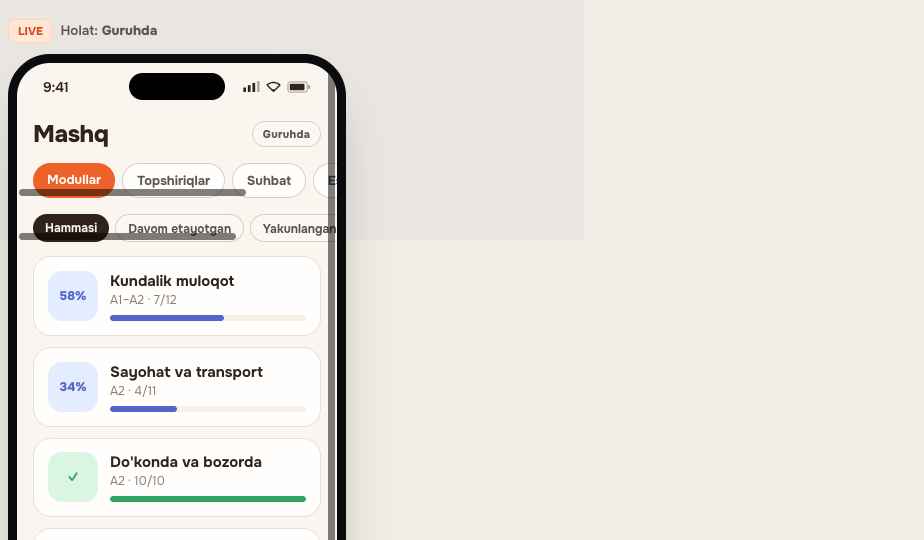 LIVE Holat: Guruhda
9:41
Mashq Guruhda
Modullar Topshiriqlar Suhbat
Hammasi Davom etayotgan Yakunlangan
58% Kundalik muloqot
A1–A2 · 7/12
34% Sayohat va transport
A2 · 4/11
Do'konda va bozorda
A2 · 10/10